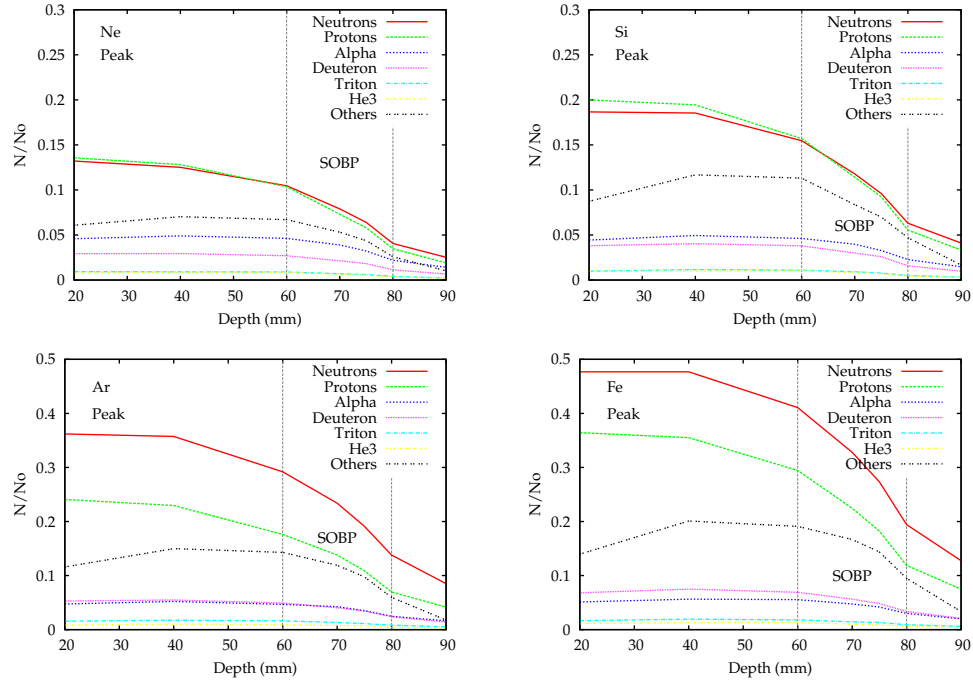 Ne
Peak
Neutrons
Protons
Alpha
Deuteron
Triton
He3
Others
SOBP
N/No
0.3
0.25
0.2
0.15
0.1
0.05
0
20 30 40 50 60 70 80 90
Depth (mm)
Si
Peak
Neutrons
Protons
Alpha
Deuteron
Triton
He3
Others
SOBP
N/No
0.3
0.25
0.2
0.15
0.1
0.05
0
20 30 40 50 60 70 80 90
Depth (mm)
Ar
Peak
Neutrons
Protons
Alpha
Deuteron
Triton
He3
Others
SOBP
N/No
0.5
0.4
0.3
0.2
0.1
0
20 30 40 50 60 70 80 90
Depth (mm)
Fe
Peak
Neutrons
Protons
Alpha
Deuteron
Triton
He3
Others
SOBP
N/No
0.5
0.4
0.3
0.2
0.1
0
20 30 40 50 60 70 80 90
Depth (mm)